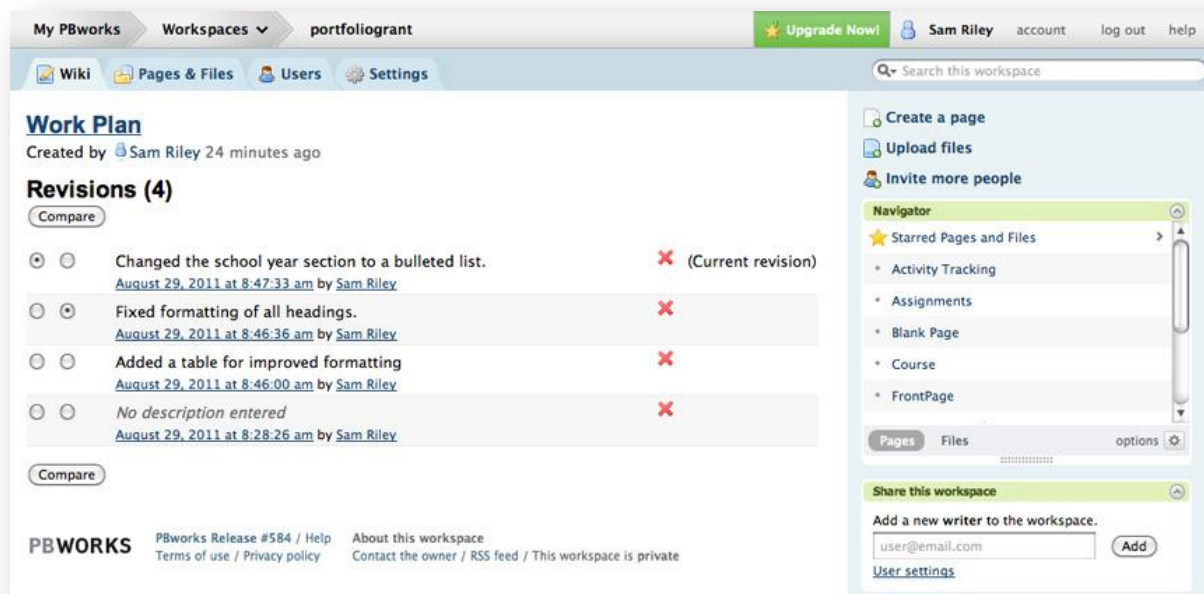 My PBworks Workspaces portfoliogrant Upgrade Now! Sam Riley account log out help
Wiki Pages & Files Users Settings Search this workspace
Work Plan
Created by Sam Riley 24 minutes ago
Revisions (4)
Compare
Changed the school year section to a bulleted list. (Current revision)
August 29, 2011 at 8:47:33 am by Sam Riley
Fixed formatting of all headings.
August 29, 2011 at 8:46:36 am by Sam Riley
Added a table for improved formatting
August 29, 2011 at 8:46:00 am by Sam Riley
No description entered
August 29, 2011 at 8:28:26 am by Sam Riley
Compare
PBWORKS
PBworks Release #584 / Help
Terms of use / Privacy policy
About this workspace
Contact the owner / RSS feed / This workspace is private
Create a page
Upload files
Invite more people
Navigator
Starred Pages and Files
Activity Tracking
Assignments
Blank Page
Course
FrontPage
Pages Files options
Share this workspace
Add a new writer to the workspace.
user@email.com Add
User settings